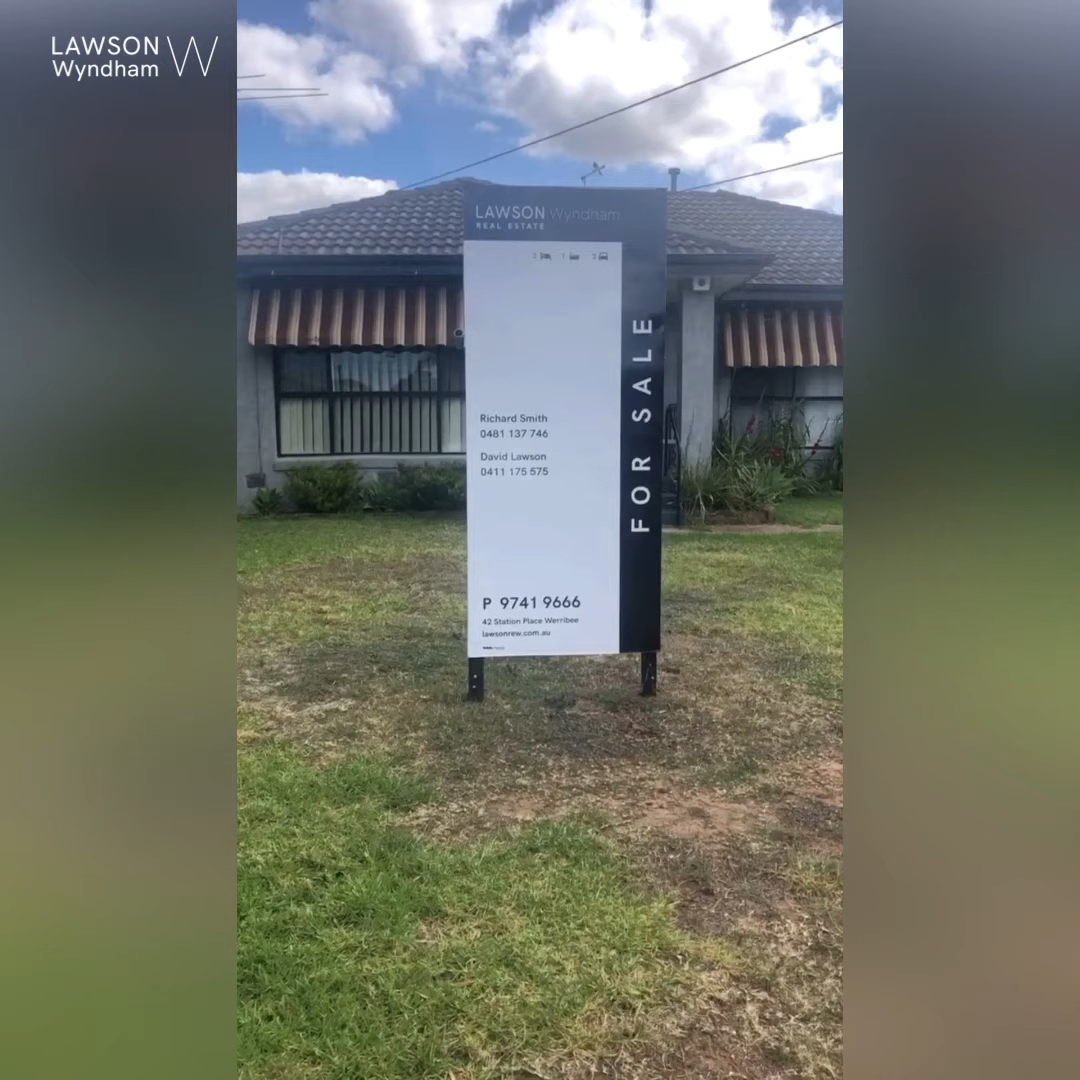 LAWSON
Wyndham W
LAWSON Wyndham
REAL ESTATE
1
FOR SALE
Richard Smith
0481 137 746
David Lawson
0411 175 575
P 9741 9666
42 Station Place Werribee
lawsonrew.com.au